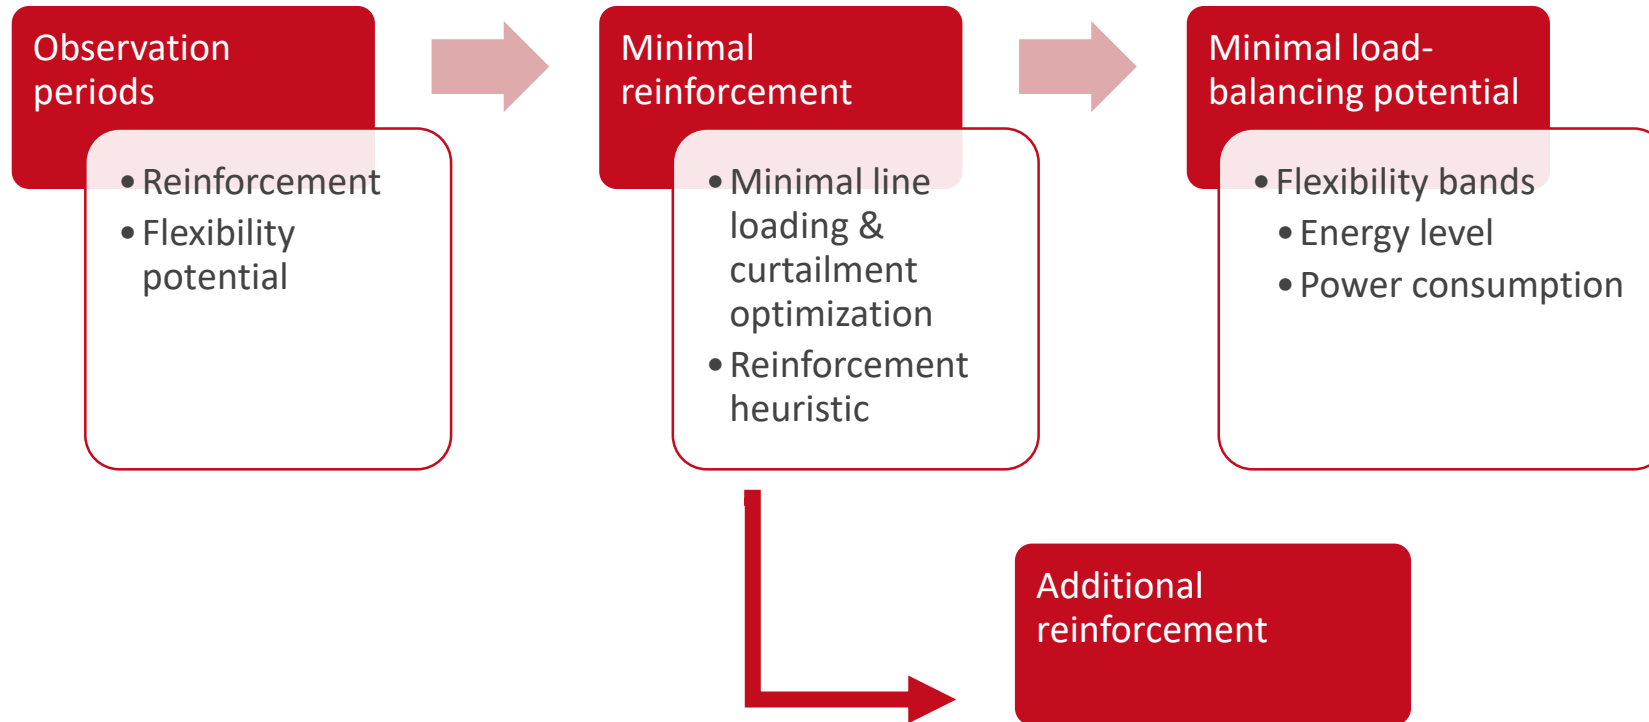 Observation
periods
• Reinforcement
• Flexibility
potential
Minimal
reinforcement
• Minimal line
loading &
curtailment
optimization
• Reinforcement
heuristic
Minimal load-
balancing potential
• Flexibility bands
• Energy level
• Power consumption
Additional
reinforcement